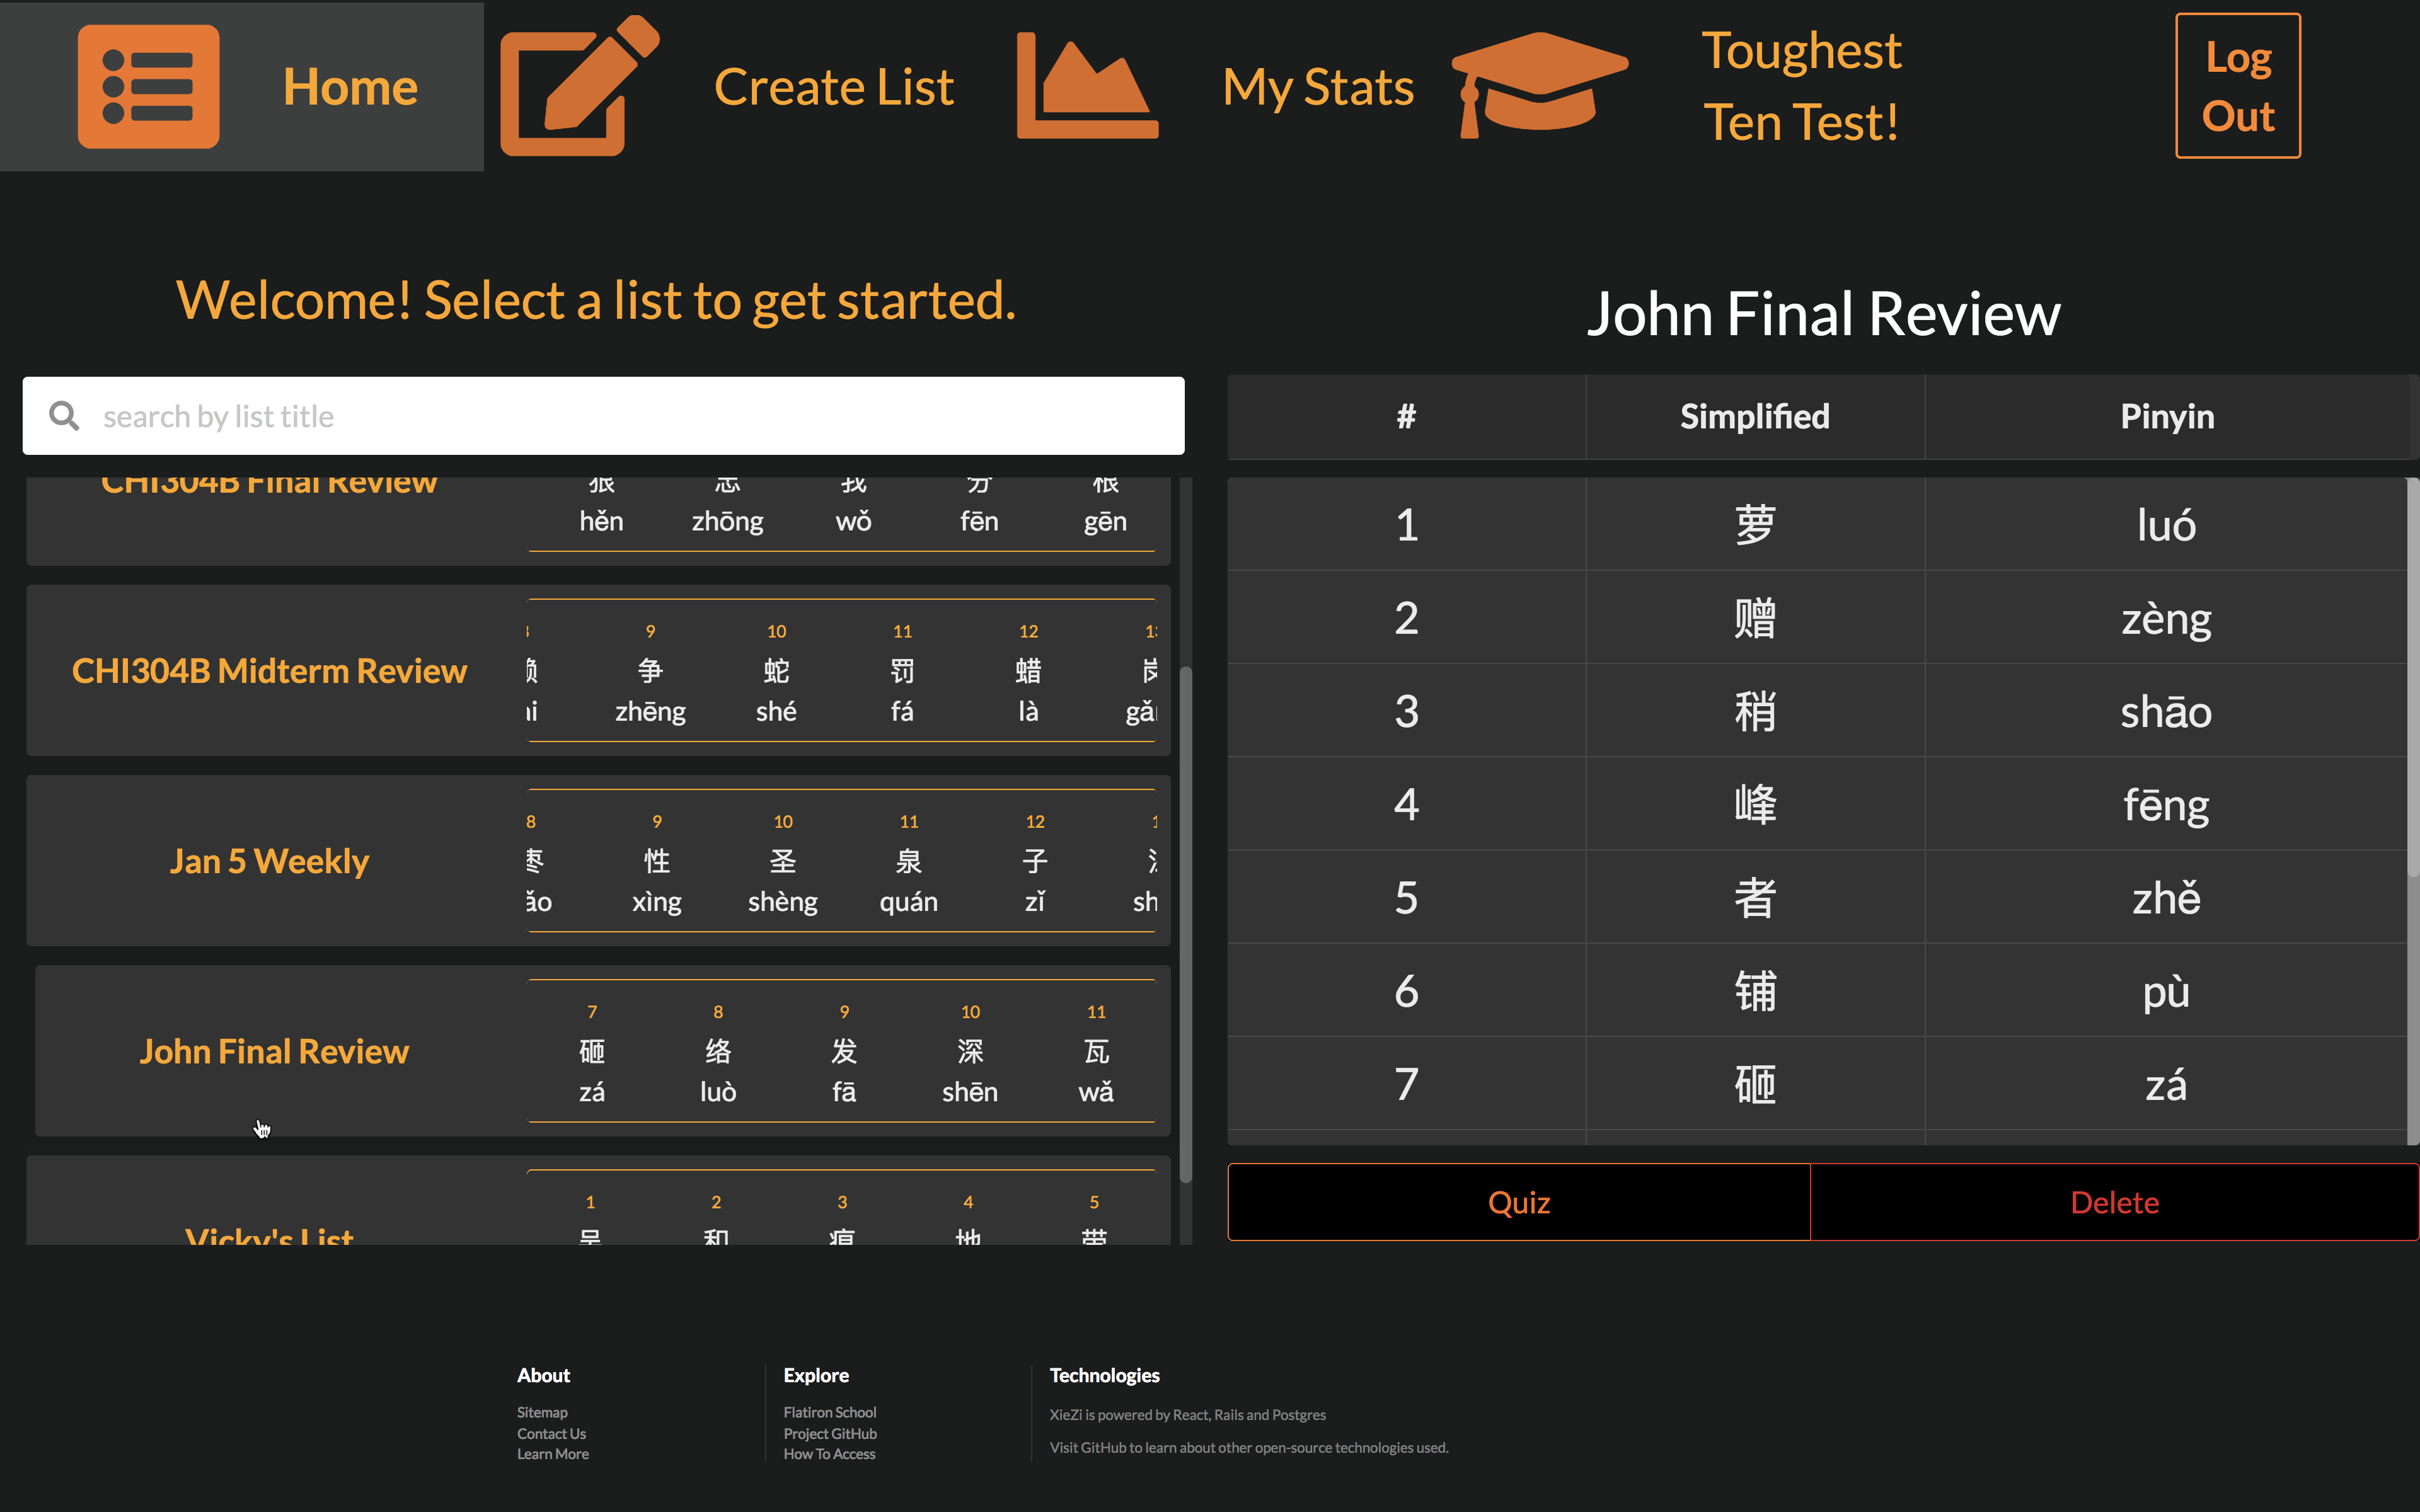 Home
Create List
My Stats
Toughest
Ten Test!
Log
Out
Welcome! Select a list to get started.
search by list title
CHI304B Final Review
hěn zhōng wǒ fēn gēn
9 10 11 12
CHI304B Midterm Review
争 蛇 罚 蜡
zhēng shé fá là
8 9 10 11 12
Jan 5 Weekly
枣 性 圣 泉 子
xìng shèng quán zǐ
7 8 9 10 11
John Final Review
砸 络 发 深 瓦
zá luò fā shēn wǎ
1 2 3 4 5
Vicky's List
John Final Review
# Simplified Pinyin
1 萝 luó
2 赠 zèng
3 稍 shāo
4 峰 fēng
5 者 zhě
6 铺 pù
7 砸 zá
Quiz
Delete
About
Sitemap
Contact Us
Learn More
Explore
Flatiron School
Project GitHub
How To Access
Technologies
XieZi is powered by React, Rails and Postgres
Visit GitHub to learn about other open-source technologies used.